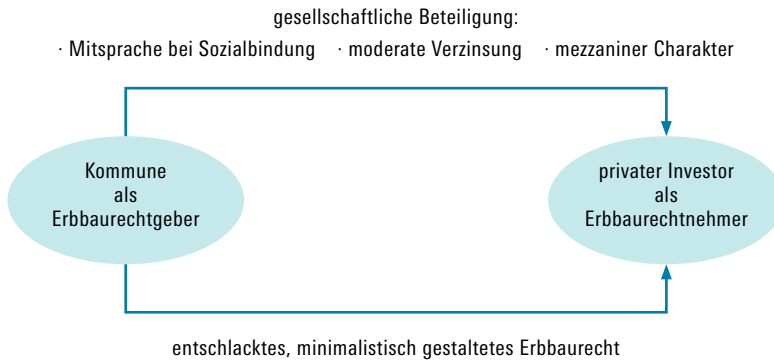 gesellschaftliche Beteiligung:
· Mitsprache bei Sozialbindung · moderate Verzinsung · mezzaniner Charakter
Kommune
als
Erbbaurechtgeber
privater Investor
als
Erbbaurechtnehmer
entschlacktes, minimalistisch gestaltetes Erbbaurecht